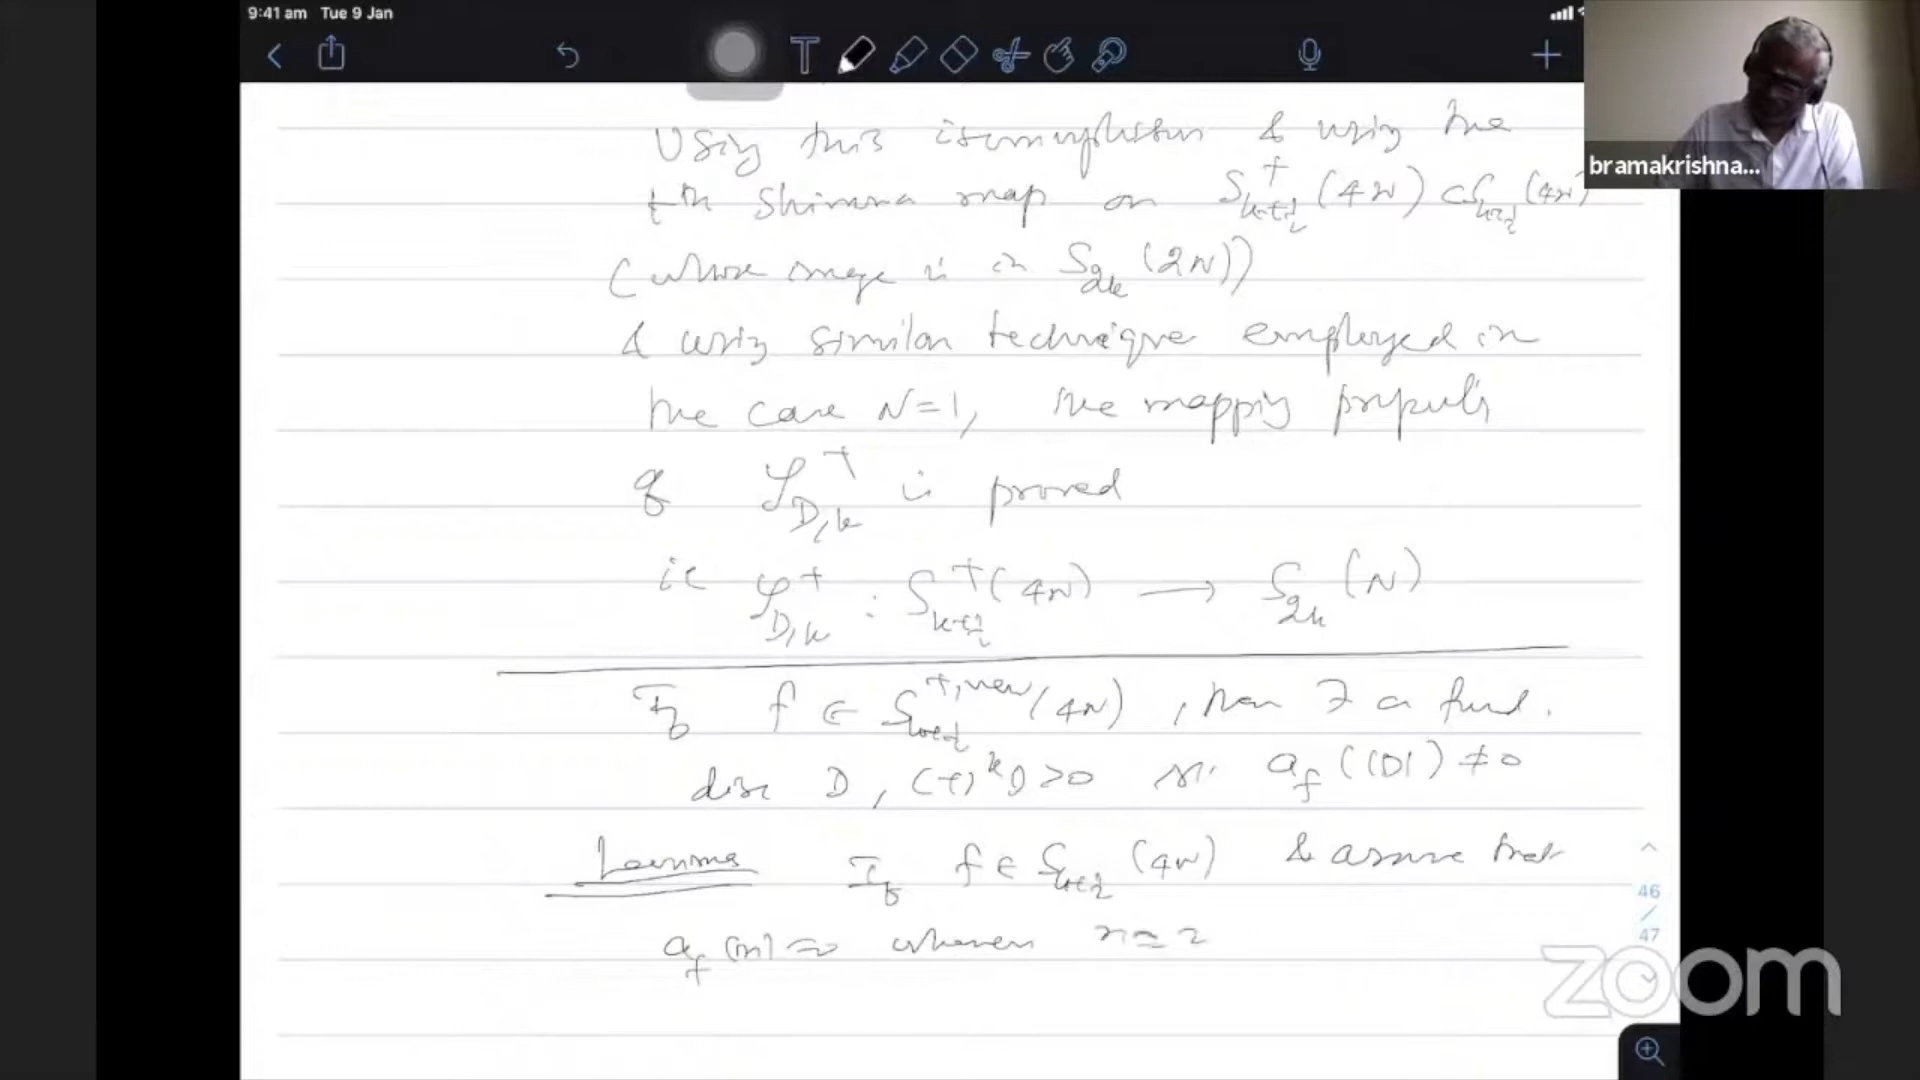 9:41 am Tue 9 Jan
bramakrishna...
Using this isomorphism & using the
tth Shimura map on S⁺_{k+1/2}(4N) ⊂ S_{k+1/2}(4N)
(whose image is in S_{2k}(2N))
& using similar technique employed in
the case N=1, the mapping
of 𝒮⁺_{D,k} is proved
ie 𝒮⁺_{D,k} : S⁺_{k+1/2}(4N) ⟶ S_{2k}(N)
If f ∈ S^{+,new}_{k+1/2}(4N), then ∃ a fund.
disc D, (-1)^k D > 0 a_f(|D|) ≠ 0
Lemma If f ∈ S_{k+1/2}(4N) & assume that
a_f(n) = 0 whenever n ≡ 2
46
/
47
zoom